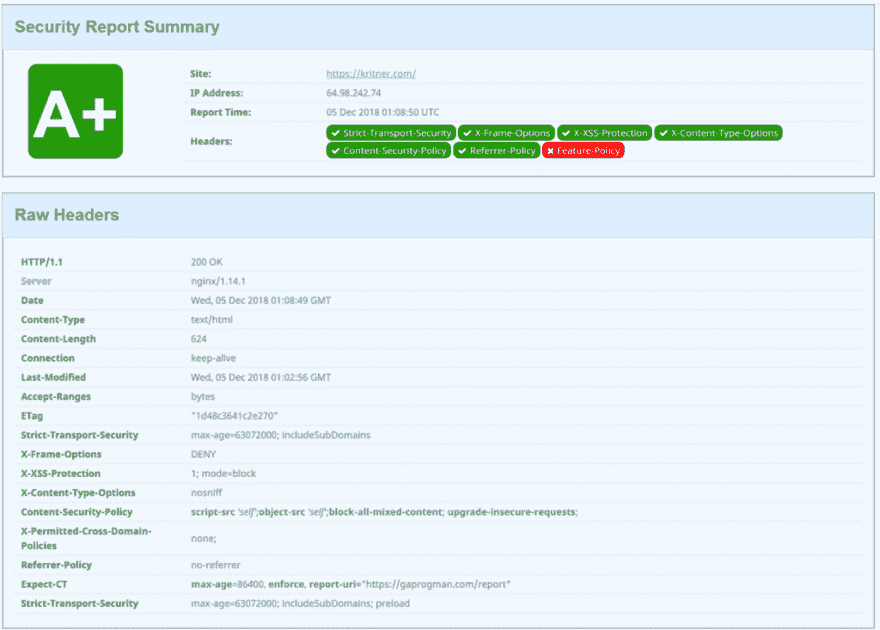 Security Report Summary
A+
Site: https://kritner.com/
IP Address: 64.98.242.74
Report Time: 05 Dec 2018 01:08:50 UTC
Headers: Strict-Transport-Security X-Frame-Options X-XSS-Protection X-Content-Type-Options
Content-Security-Policy Referrer-Policy Feature-Policy
Raw Headers
HTTP/1.1 200 OK
Server nginx/1.14.1
Date Wed, 05 Dec 2018 01:08:49 GMT
Content-Type text/html
Content-Length 624
Connection keep-alive
Last-Modified Wed, 05 Dec 2018 01:02:56 GMT
Accept-Ranges bytes
ETag "1d48c3641c2e270"
Strict-Transport-Security max-age=63072000; includeSubDomains
X-Frame-Options DENY
X-XSS-Protection 1; mode=block
X-Content-Type-Options nosniff
Content-Security-Policy script-src 'self';object-src 'self';block-all-mixed-content; upgrade-insecure-requests;
X-Permitted-Cross-Domain-
Policies none;
Referrer-Policy no-referrer
Expect-CT max-age=86400, enforce, report-uri="https://gaprogman.com/report"
Strict-Transport-Security max-age=63072000; includeSubDomains; preload